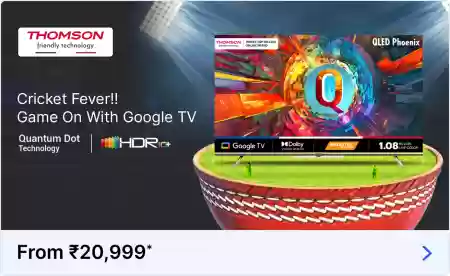 THOMSON
friendly technology
Cricket Fever!!
Game On With Google TV
Quantum Dot
Technology
HDR10+
THOMSON
QLED Phoenix
Q
Google TV
Dolby
1.08
From ₹20,999*